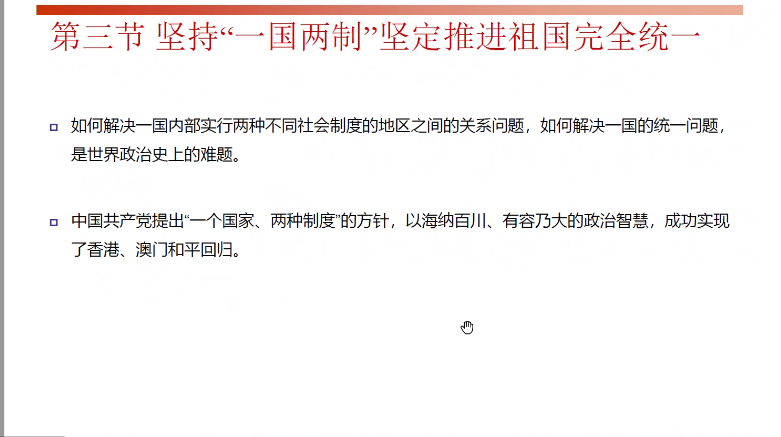 第三节 坚持“一国两制”坚定推进祖国完全统一
如何解决一国内部实行两种不同社会制度的地区之间的关系问题，如何解决一国的统一问题，
是世界政治史上的难题。
中国共产党提出“一个国家、两种制度”的方针，以海纳百川、有容乃大的政治智慧，成功实现
了香港、澳门和平回归。